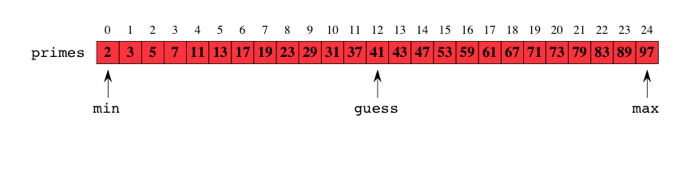 0 1 2 3 4 5 6 7 8 9 10 11 12 13 14 15 16 17 18 19 20 21 22 23 24
primes 2 3 5 7 11 13 17 19 23 29 31 37 41 43 47 53 59 61 67 71 73 79 83 89 97
min guess max